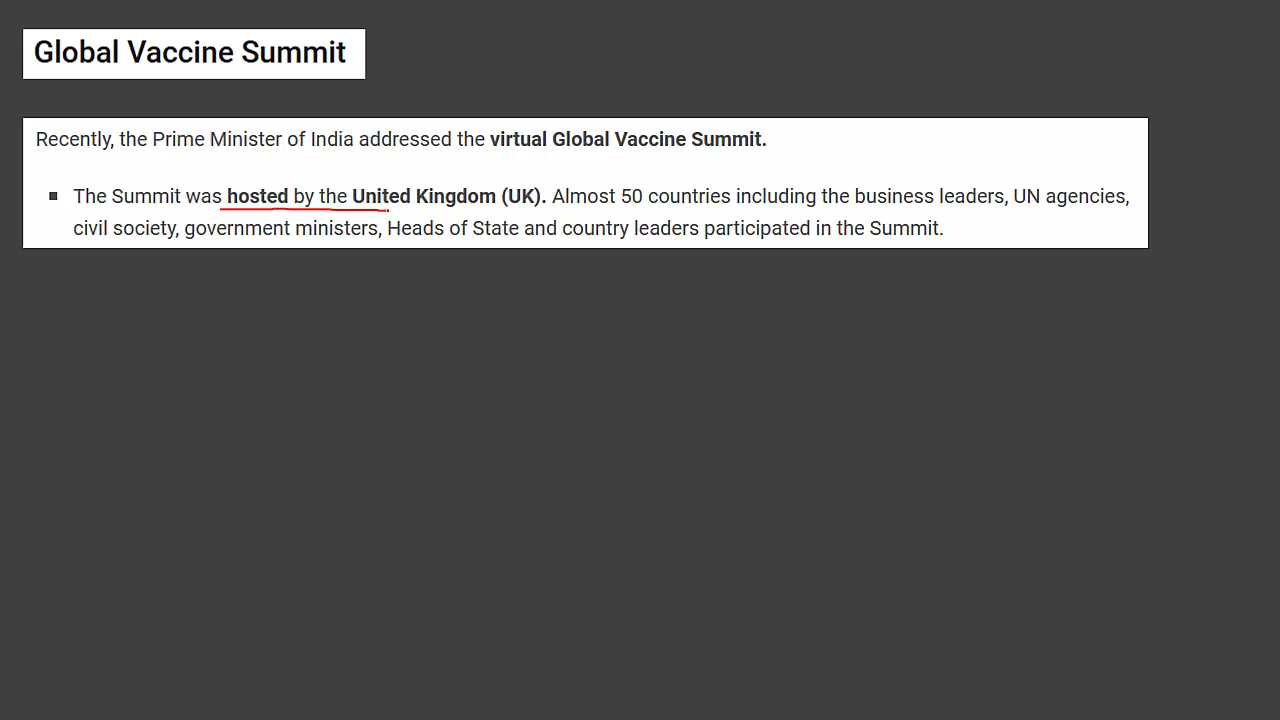 Global Vaccine Summit
Recently, the Prime Minister of India addressed the virtual Global Vaccine Summit.
▪ The Summit was hosted by the United Kingdom (UK). Almost 50 countries including the business leaders, UN agencies,
civil society, government ministers, Heads of State and country leaders participated in the Summit.